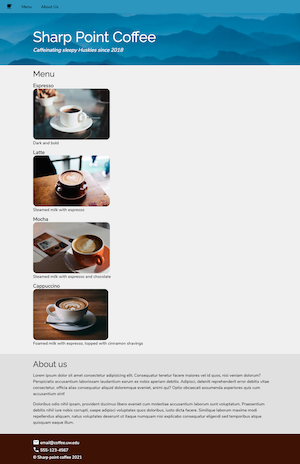 Menu About Us
Sharp Point Coffee
Caffeinating sleepy Huskies since 2018
Menu
Espresso
Dark and bold
Latte
Steamed milk with espresso
Mocha
Steamed milk with espresso and chocolate
Cappuccino
Foamed milk with espresso, topped with cinnamon shavings
About us
Lorem ipsum dolor sit amet consectetur adipisicing elit. Consequatur tenetur facere maiores vel id quos, nisi veniam dolorum?
Perspiciatis accusantium laboriosam laudantium earum ex nobis aperiam debitis. Adipisci, deleniti reprehenderit error debitis vitae
consectetur, officia alias consequatur aliquid doloremque eveniet, animi qui? Optio obcaecati assumenda asperiores quis cum
accusantium sint!
Doloribus odio nihil ipsam, provident ducimus libero eveniet cum molestiae accusantium laborum sunt voluptatum. Praesentium
debitis nihil iure nobis corrupti, saepe adipisci voluptates quos doloribus, iusto dicta facere. Similique laborum maxime modi
repellendus aliquam, natus voluptates deserunt ut itaque numquam nisi explicabo consequatur eligendi sed temporibus atque
quisquam eaque illum.
email@coffee.uw.edu
555-123-4567
© Sharp point coffee 2021